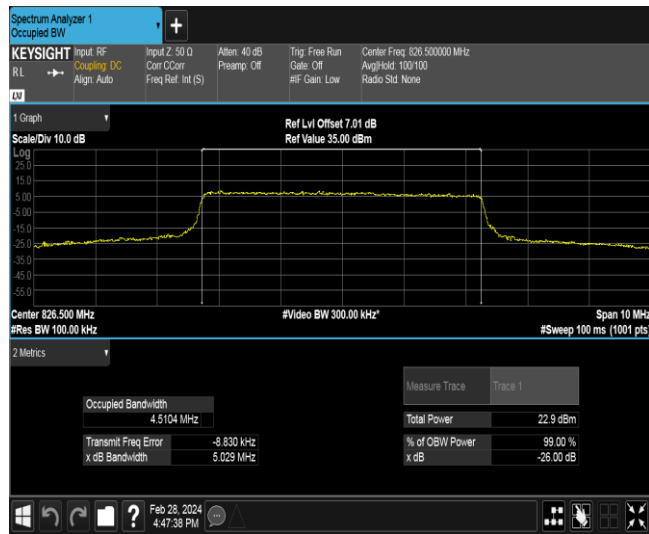 Spectrum Analyzer 1
Occupied BW
+
KEYSIGHT
R L
LXI
Input: RF
Coupling: DC
Align: Auto
Input Z: 50 Ω
Corr CCorr
Freq Ref: Int (S)
Atten: 40 dB
Preamp: Off
Trig: Free Run
Gate: Off
#IF Gain: Low
Center Freq: 826.500000 MHz
Avg|Hold: 100/100
Radio Std: None
1 Graph
Scale/Div 10.0 dB
Ref Lvl Offset 7.01 dB
Ref Value 35.00 dBm
Log
25.0
15.0
5.00
-5.00
-15.0
-25.0
-35.0
-45.0
-55.0
Center 826.500 MHz
#Video BW 300.00 kHz*
Span 10 MHz
#Res BW 100.00 kHz
#Sweep 100 ms (1001 pts)
2 Metrics
Measure Trace Trace 1
Occupied Bandwidth
4.5104 MHz
Total Power 22.9 dBm
Transmit Freq Error -8.830 kHz
% of OBW Power 99.00 %
x dB Bandwidth 5.029 MHz
x dB -26.00 dB
?
Feb 28, 2024
4:47:38 PM